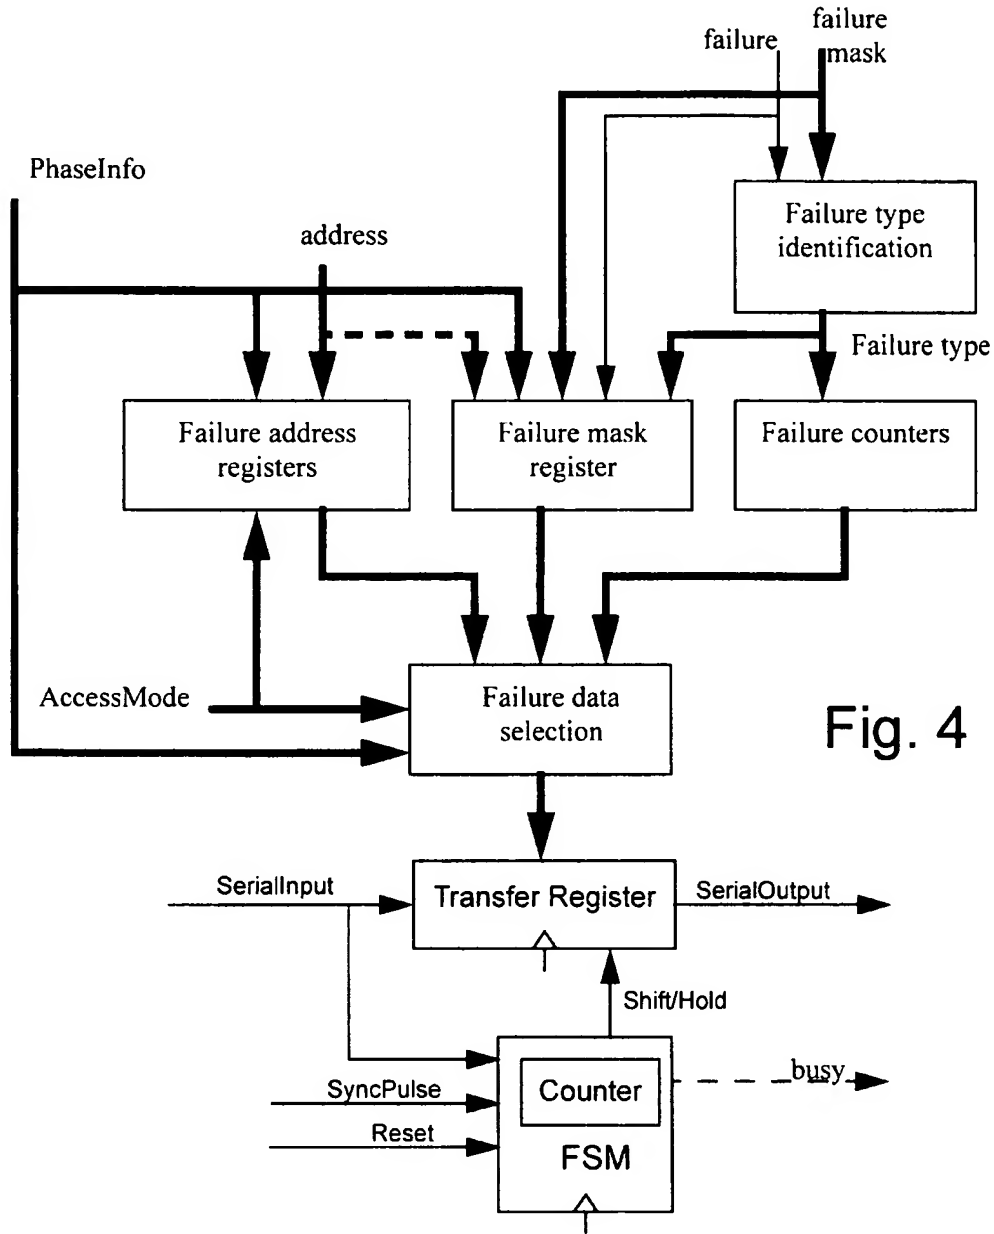 failure
failure
mask
PhaseInfo
address
Failure type
identification
Failure type
Failure address
registers
Failure mask
register
Failure counters
AccessMode
Failure data
selection
Fig. 4
SerialInput
Transfer Register
SerialOutput
Shift/Hold
SyncPulse
Reset
Counter
FSM
busy